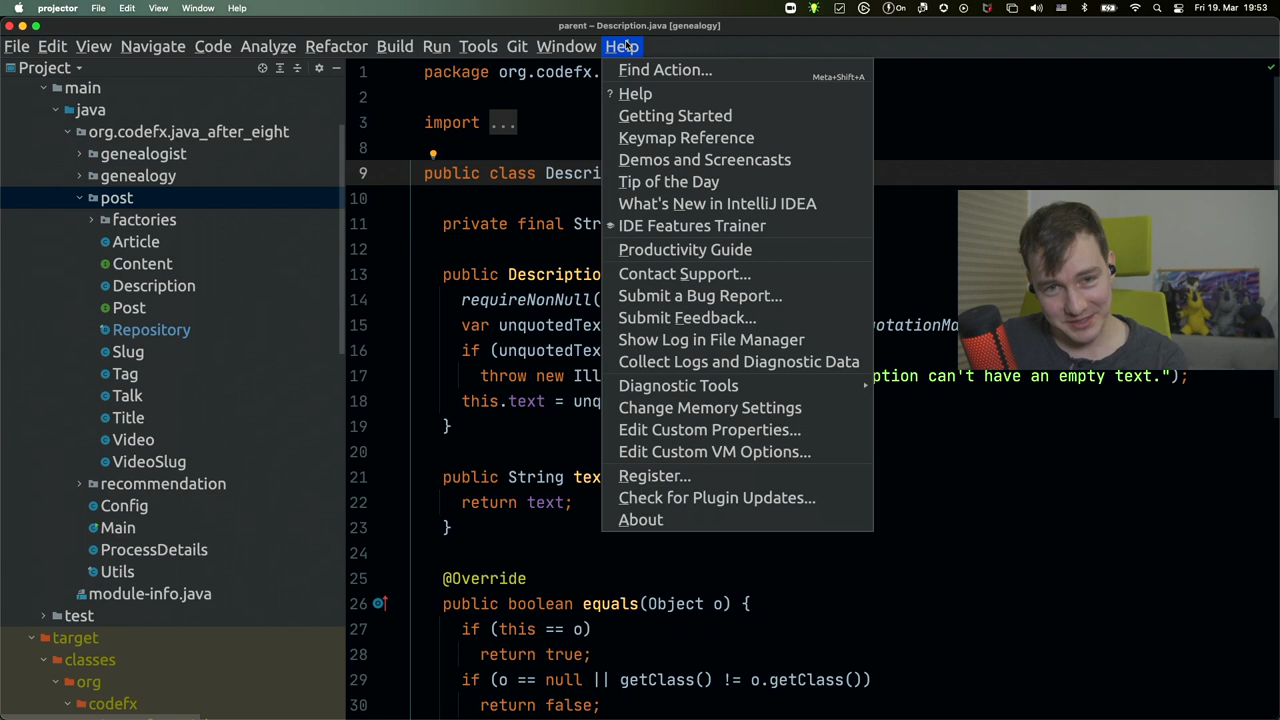 projector File Edit View Window Help On Fri 19. Mar 19:53
parent – Description.java [genealogy]
File Edit View Navigate Code Analyze Refactor Build Run Tools Git Window Help
Project
main
java
org.codefx.java_after_eight
genealogist
genealogy
post
factories
Article
Content
Description
Post
Repository
Slug
Tag
Talk
Title
Video
VideoSlug
recommendation
Config
Main
ProcessDetails
Utils
module-info.java
test
target
classes
org
codefx
1 package org.codefx.
2
3 import ...
8
9 public class Descri
10
11 private final Str
12
13 public Descriptio
14 requireNonNull(
15 var unquotedTex otationMa
16 if (unquotedTex
17 throw new Ill ption can't have an empty text.");
18 this.text = unq
19 }
20
21 public String tex
22 return text;
23 }
24
25 @Override
26 public boolean equals(Object o) {
27 if (this == o)
28 return true;
29 if (o == null || getClass() != o.getClass())
30 return false;
Find Action... Meta+Shift+A
? Help
Getting Started
Keymap Reference
Demos and Screencasts
Tip of the Day
What's New in IntelliJ IDEA
IDE Features Trainer
Productivity Guide
Contact Support...
Submit a Bug Report...
Submit Feedback...
Show Log in File Manager
Collect Logs and Diagnostic Data
Diagnostic Tools
Change Memory Settings
Edit Custom Properties...
Edit Custom VM Options...
Register...
Check for Plugin Updates...
About